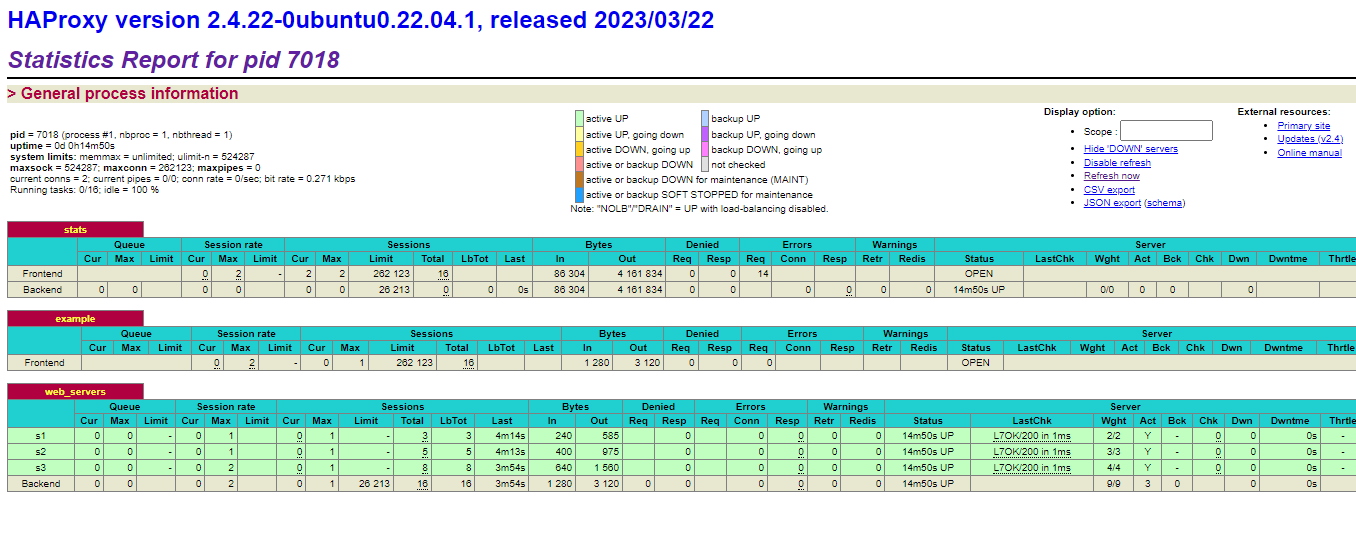 HAProxy version 2.4.22-0ubuntu0.22.04.1, released 2023/03/22
Statistics Report for pid 7018
> General process information
pid = 7018 (process #1, nbproc = 1, nbthread = 1)
uptime = 0d 0h14m50s
system limits: memmax = unlimited; ulimit-n = 524287
maxsock = 524287; maxconn = 262123; maxpipes = 0
current conns = 2; current pipes = 0/0; conn rate = 0/sec; bit rate = 0.271 kbps
Running tasks: 0/16; idle = 100 %
active UP backup UP
active UP, going down backup UP, going down
active DOWN, going up backup DOWN, going up
active or backup DOWN not checked
active or backup DOWN for maintenance (MAINT)
active or backup SOFT STOPPED for maintenance
Note: "NOLB"/"DRAIN" = UP with load-balancing disabled.
Display option:
Scope :
Hide 'DOWN' servers
Disable refresh
Refresh now
CSV export
JSON export (schema)
External resources:
Primary site
Updates (v2.4)
Online manual
stats
Queue Session rate Sessions Bytes Denied Errors Warnings Server
Cur Max Limit Cur Max Limit Cur Max Limit Total LbTot Last In Out Req Resp Req Conn Resp Retr Redis Status LastChk Wght Act Bck Chk Dwn Dwntme Thrtle
Frontend 0 2 - 2 2 262 123 16 86 304 4 161 834 0 0 14 OPEN
Backend 0 0 0 0 0 0 26 213 0 0 0s 86 304 4 161 834 0 0 0 0 0 0 14m50s UP 0/0 0 0 0
example
Queue Session rate Sessions Bytes Denied Errors Warnings Server
Cur Max Limit Cur Max Limit Cur Max Limit Total LbTot Last In Out Req Resp Req Conn Resp Retr Redis Status LastChk Wght Act Bck Chk Dwn Dwntme Thrtle
Frontend 0 2 - 0 1 262 123 16 1 280 3 120 0 0 0 OPEN
web_servers
Queue Session rate Sessions Bytes Denied Errors Warnings Server
Cur Max Limit Cur Max Limit Cur Max Limit Total LbTot Last In Out Req Resp Req Conn Resp Retr Redis Status LastChk Wght Act Bck Chk Dwn Dwntme Thrtle
s1 0 0 - 0 1 0 1 - 3 3 4m14s 240 585 0 0 0 0 0 14m50s UP L7OK/200 in 1ms 2/2 Y - 0 0 0s -
s2 0 0 - 0 1 0 1 - 5 5 4m13s 400 975 0 0 0 0 0 14m50s UP L7OK/200 in 1ms 3/3 Y - 0 0 0s -
s3 0 0 - 0 2 0 1 - 8 8 3m54s 640 1 560 0 0 0 0 0 14m50s UP L7OK/200 in 1ms 4/4 Y - 0 0 0s -
Backend 0 0 0 2 0 1 26 213 16 16 3m54s 1 280 3 120 0 0 0 0 0 0 14m50s UP 9/9 3 0 0 0s